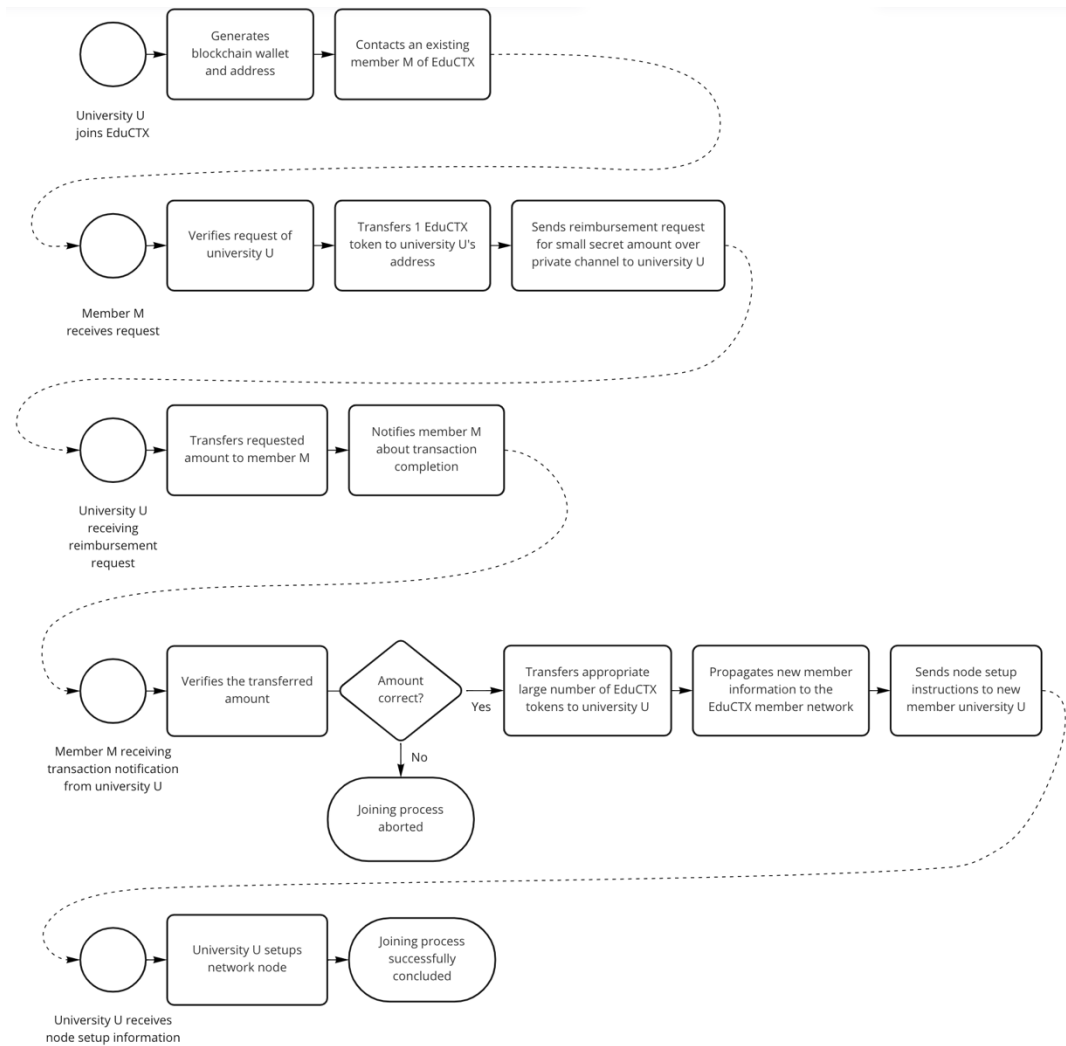 Generates
blockchain wallet
and address
Contacts an existing
member M of EduCTX
University U
joins EduCTX
Verifies request of
university U
Transfers 1 EduCTX
token to university U's
address
Sends reimbursement request
for small secret amount over
private channel to university U
Member M
receives request
Transfers requested
amount to member M
Notifies member M
about transaction
completion
University U
receiving
reimbursement
request
Verifies the transferred
amount
Amount
correct?
Yes
No
Transfers appropriate
large number of EduCTX
tokens to university U
Propagates new member
information to the
EduCTX member network
Sends node setup
instructions to new
member university U
Member M receiving
transaction notification
from university U
Joining process
aborted
University U setups
network node
Joining process
successfully
concluded
University U receives
node setup information